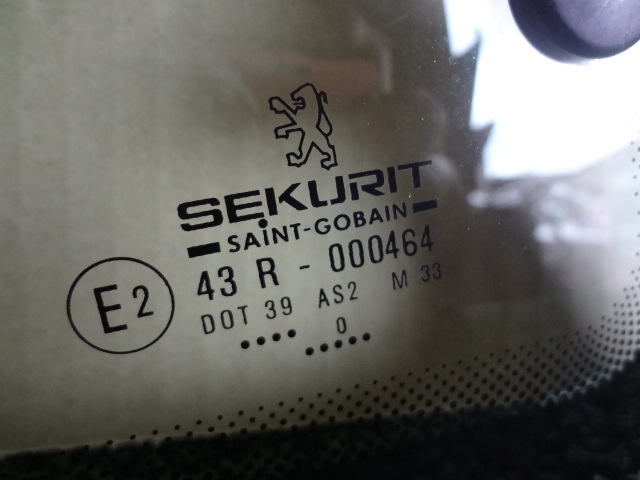 SEKURIT
SAINT-GOBAIN
E2
43 R - 000464
DOT 39 AS2 M 33
.... 0
.....